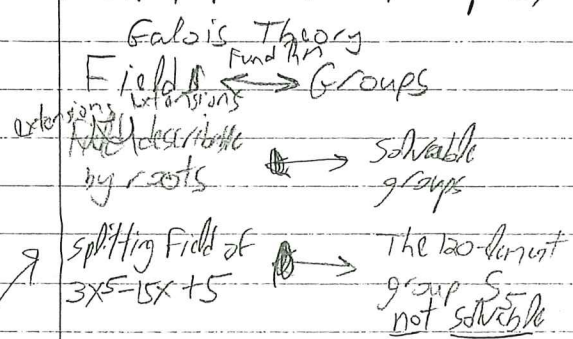 Galois Theory
Fund thm
Field Extensions ↔ Groups
extensions describable → solveable
by roots groups
splitting field of → The 120-element
3x⁵-15x+5 group S₅
not solvable